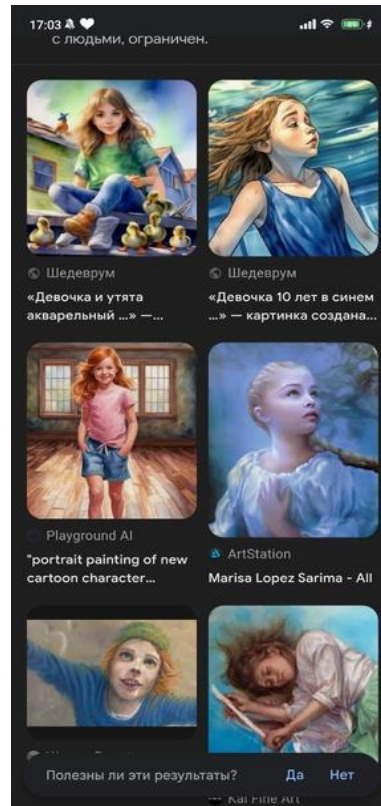 17:03
с людьми, ограничен.
Шедеврум
«Девочка и утята
акварельный ...» —...
Шедеврум
«Девочка 10 лет в синем
...» — картинка создана...
Playground AI
"portrait painting of new
cartoon character...
ArtStation
Marisa Lopez Sarima - All
Полезны ли эти результаты?
Да
Нет
Kai Fine Art